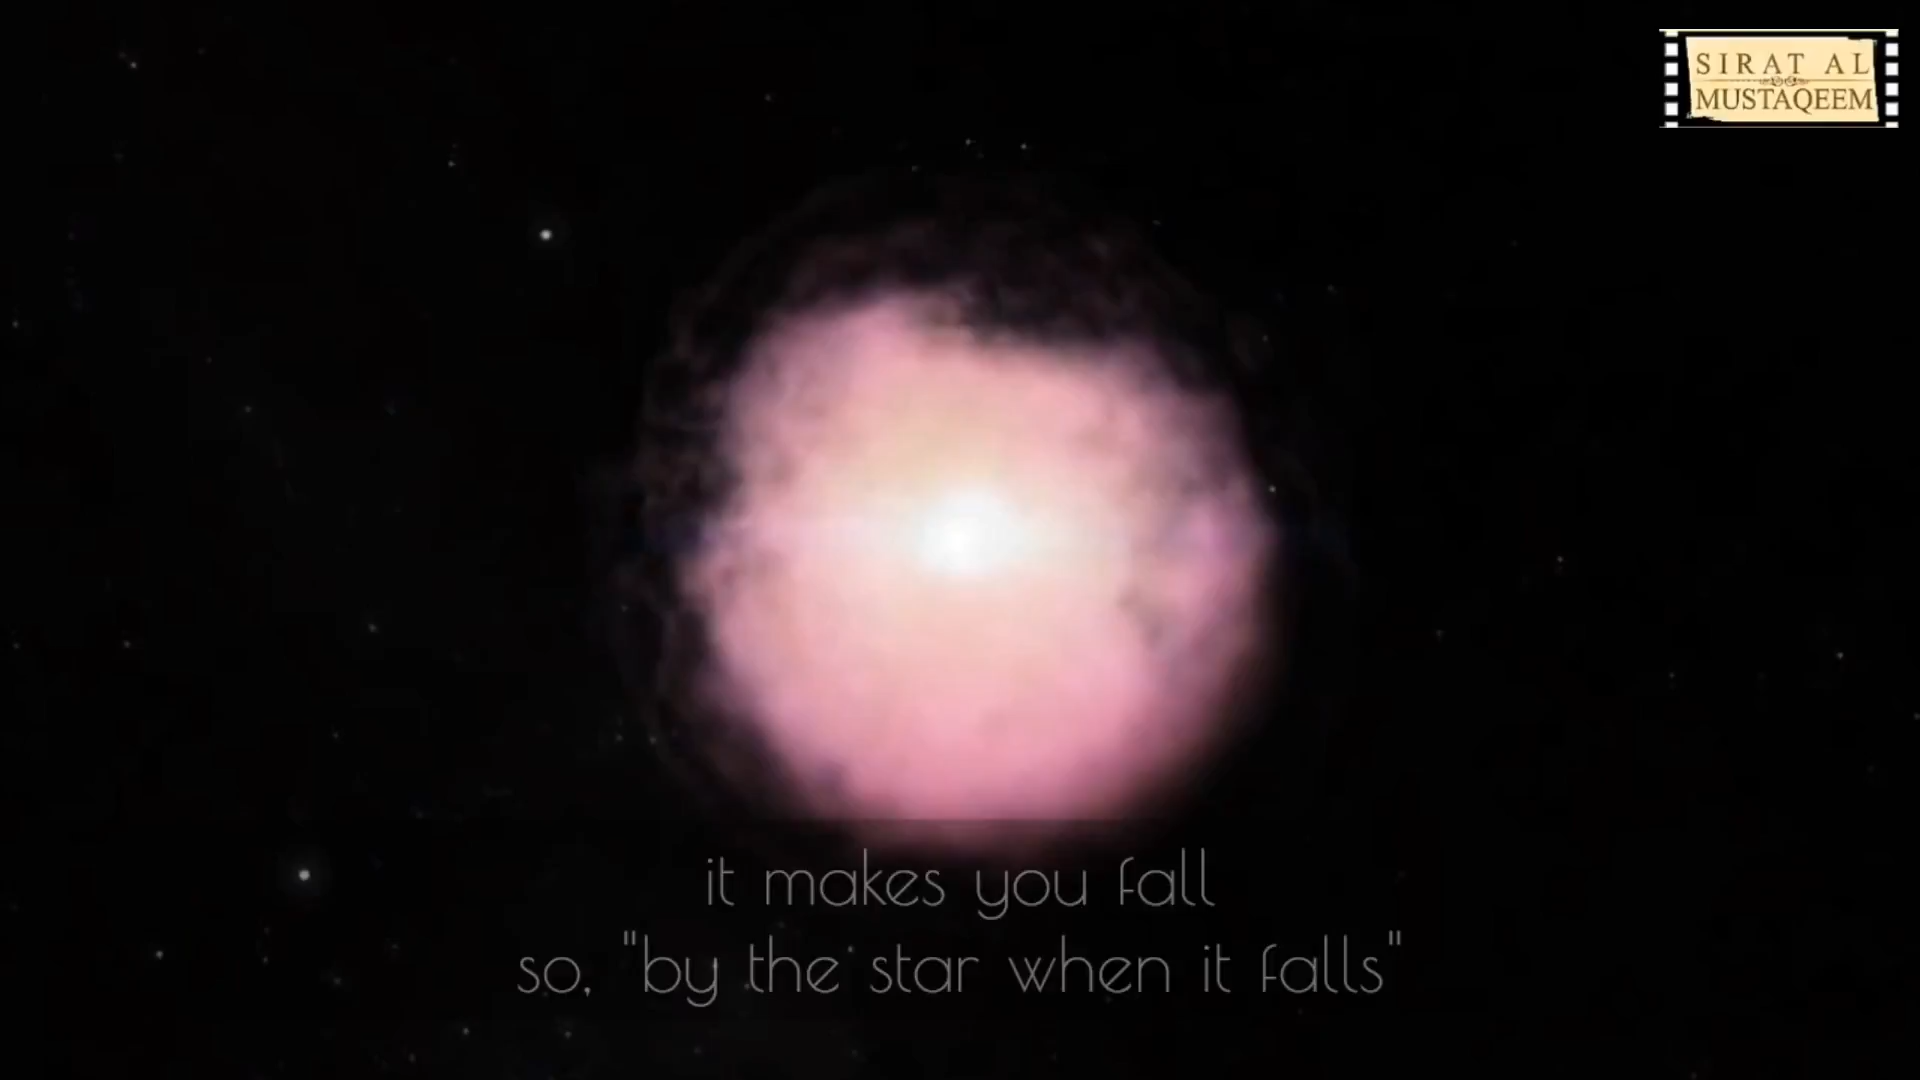 SIRAT AL
MUSTAQEEM
it makes you fall
so, "by the star when it falls"